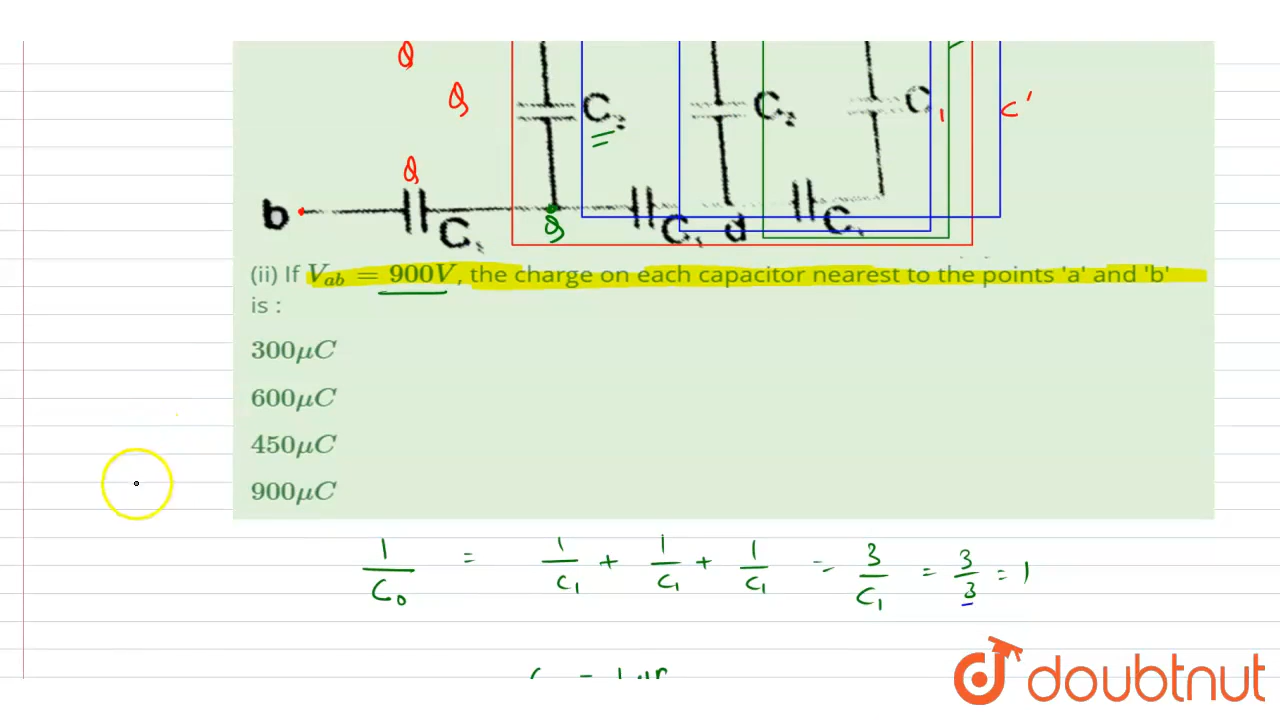 Q
Q
C₂ C₂ C₁ C'
Q
b C₁ Q C₁ d C₁
(ii) If V_ab = 900V, the charge on each capacitor nearest to the points 'a' and 'b'
is :
300μC
600μC
450μC
900μC
1/C₀ = 1/C₁ + 1/C₁ + 1/C₁ = 3/C₁ = 3/3 = 1
doubtnut